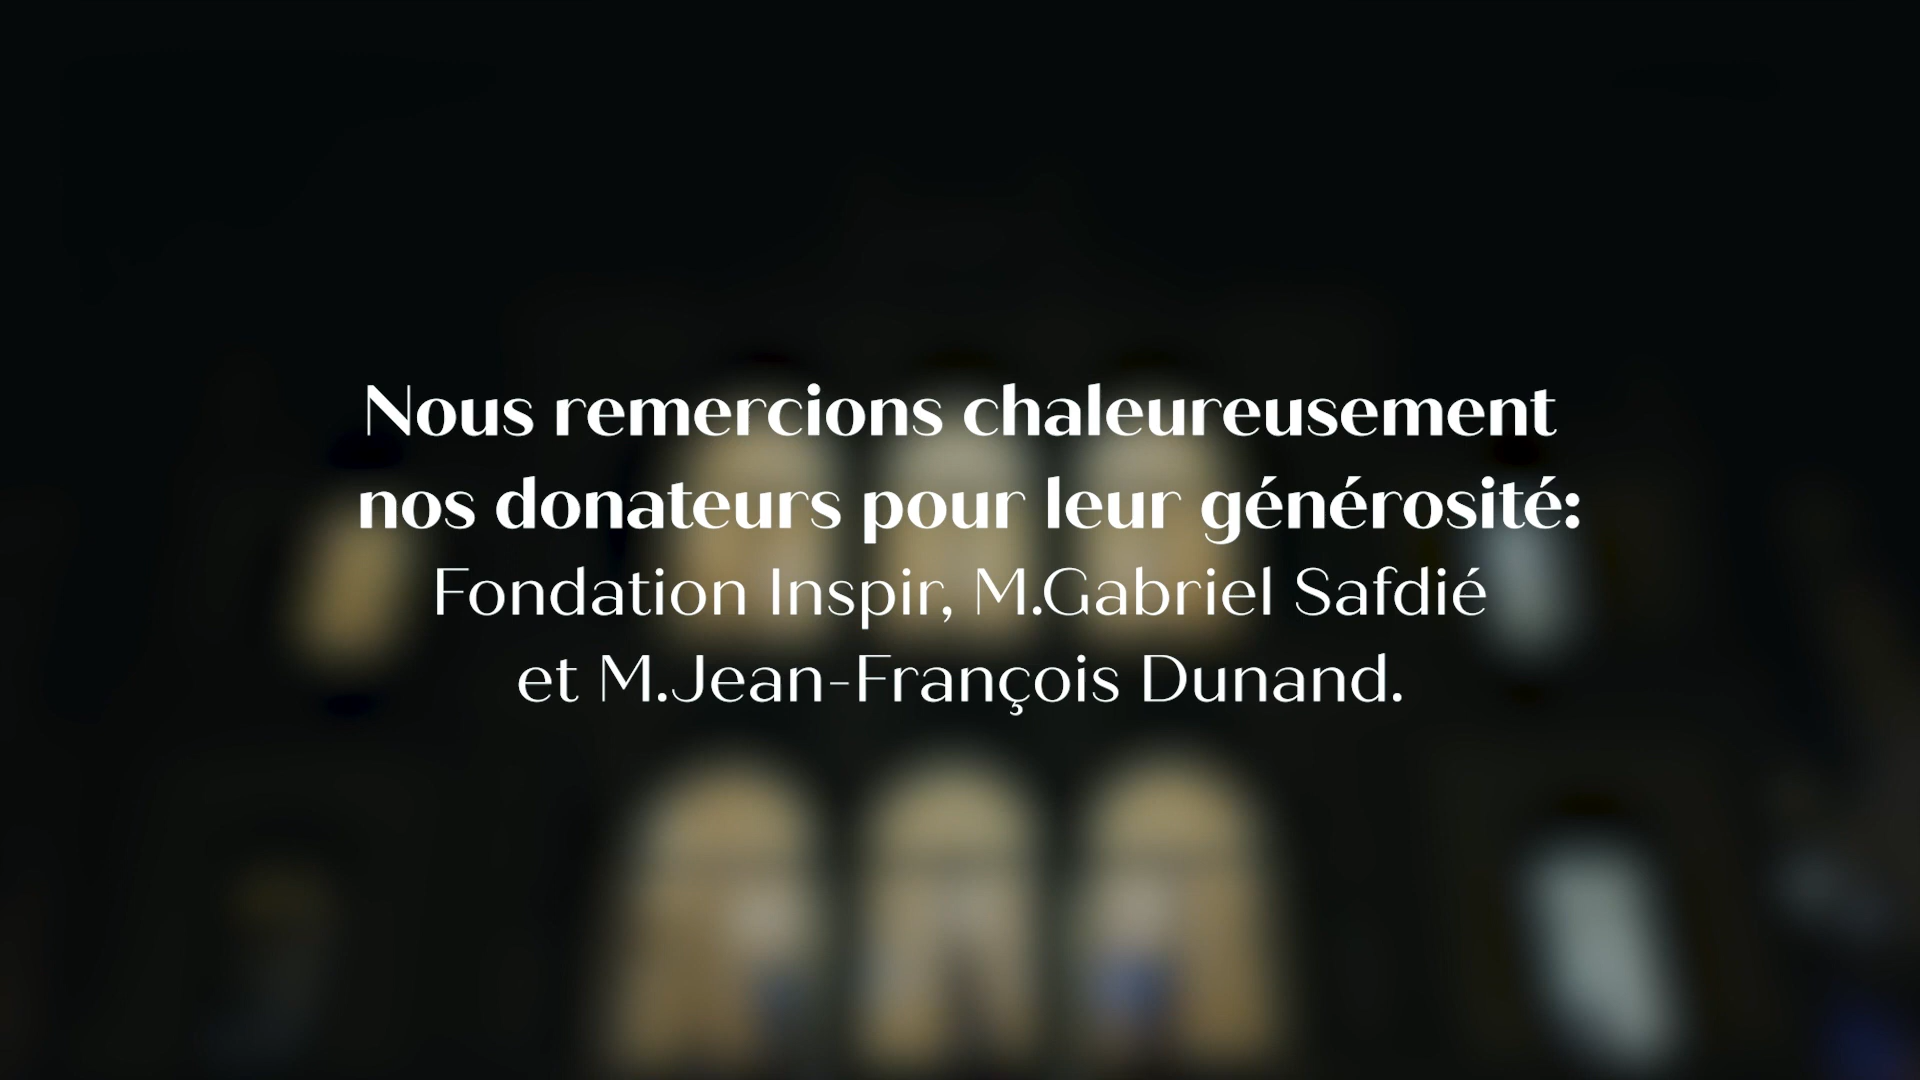 Nous remercions chaleureusement
nos donateurs pour leur générosité:
Fondation Inspir, M.Gabriel Safdié
et M.Jean-François Dunand.